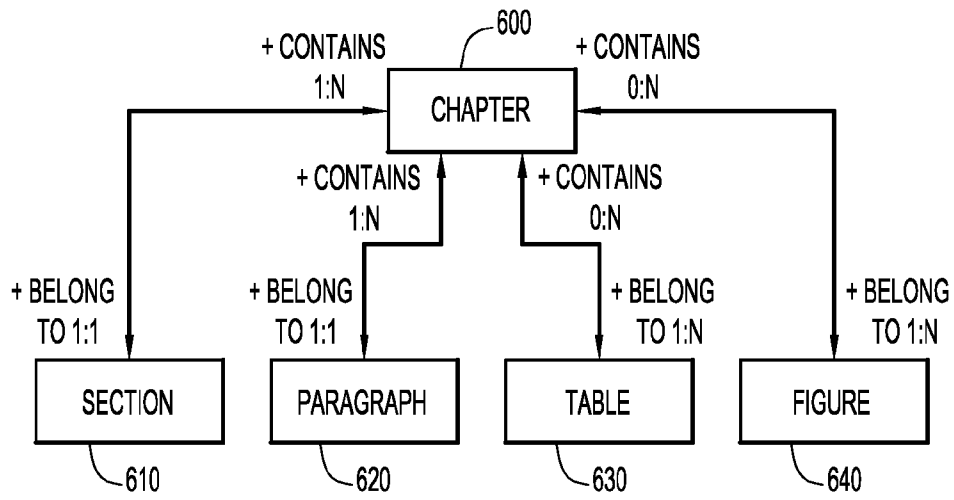 600
+ CONTAINS
1:N
+ CONTAINS
0:N
CHAPTER
+ CONTAINS
1:N
+ CONTAINS
0:N
+ BELONG
TO 1:1
+ BELONG
TO 1:1
+ BELONG
TO 1:N
+ BELONG
TO 1:N
SECTION
PARAGRAPH
TABLE
FIGURE
610
620
630
640